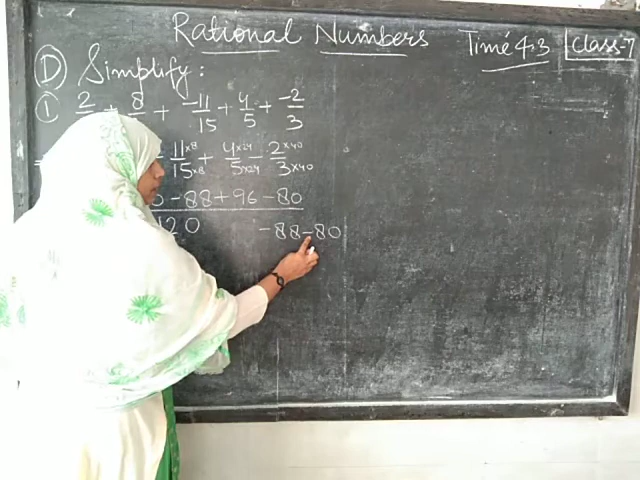 Rational Numbers Time 4.3 Class-7
D Simplify:
① 2 + 8 + -11/15 + 4/5 + -2/3
11×8/15×8 + 4×24/5×24 - 2×40/3×40
- 88 + 96 - 80
120 -88-80